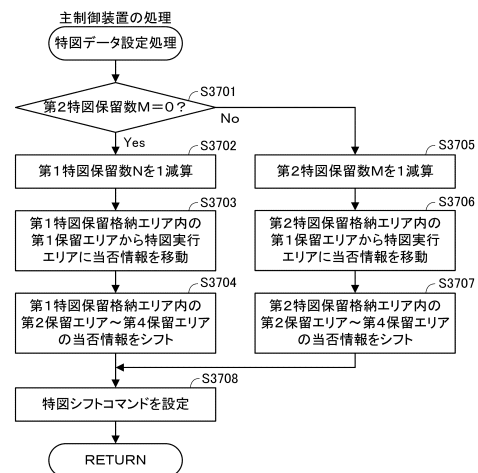 主制御装置の処理
特図データ設定処理
S3701
第2特図保留数M=0?
No
Yes
S3702
第1特図保留数Nを1減算
S3703
第1特図保留格納エリア内の
第1保留エリアから特図実行
エリアに当否情報を移動
S3704
第1特図保留格納エリア内の
第2保留エリア~第4保留エリア
の当否情報をシフト
S3705
第2特図保留数Mを1減算
S3706
第2特図保留格納エリア内の
第1保留エリアから特図実行
エリアに当否情報を移動
S3707
第2特図保留格納エリア内の
第2保留エリア~第4保留エリア
の当否情報をシフト
S3708
特図シフトコマンドを設定
RETURN